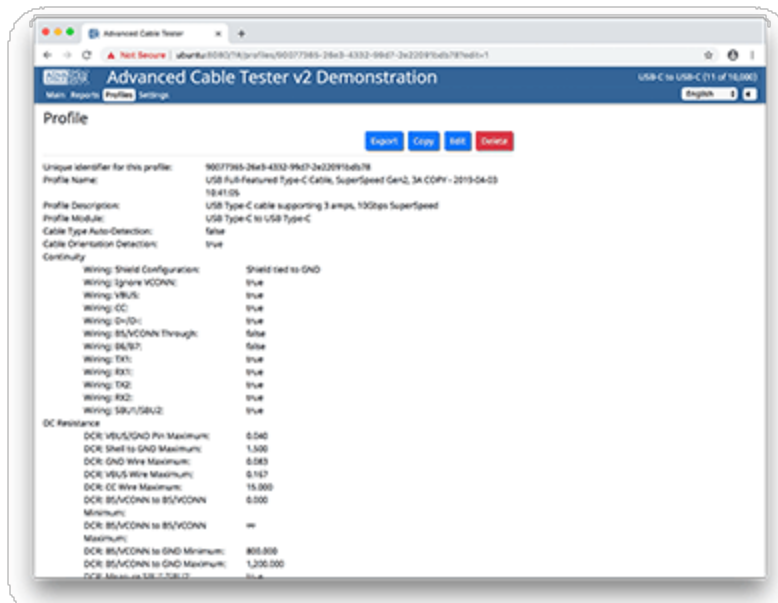 Advanced Cable Tester
Not Secure
Advanced Cable Tester v2 Demonstration
USB-C to USB-C (11 of 10,000)
Main Reports Profiles Settings
English
Profile
Export Copy Edit Delete
Unique identifier for this profile:
Profile Name: USB Full-Featured Type-C Cable, SuperSpeed Gen2, 3A COPY - 2019-04-03
10:41:05
Profile Description: USB Type-C cable supporting 3 amps, 10Gbps SuperSpeed
Profile Module: USB Type-C to USB Type-C
Cable Type Auto-Detection: false
Cable Orientation Detection: true
Continuity
Wiring: Shield Configuration: Shield tied to GND
Wiring: Ignore VCONN: true
Wiring: VBUS: true
Wiring: CC: true
Wiring: D+/D-: true
Wiring: B5/VCONN Through: false
Wiring: B6/B7: false
Wiring: TX1: true
Wiring: RX1: true
Wiring: TX2: true
Wiring: RX2: true
Wiring: SBU1/SBU2: true
DC Resistance
DCR: VBUS/GND Pin Maximum: 0.040
DCR: Shell to GND Maximum: 1.500
DCR: GND Wire Maximum: 0.083
DCR: VBUS Wire Maximum: 0.167
DCR: CC Wire Maximum: 15.000
DCR: B5/VCONN to B5/VCONN 0.000
Minimum:
DCR: B5/VCONN to B5/VCONN ∞
Maximum:
DCR: B5/VCONN to GND Minimum: 800.000
DCR: B5/VCONN to GND Maximum: 1,200.000
DCR: Measure SBU1/SBU2: true